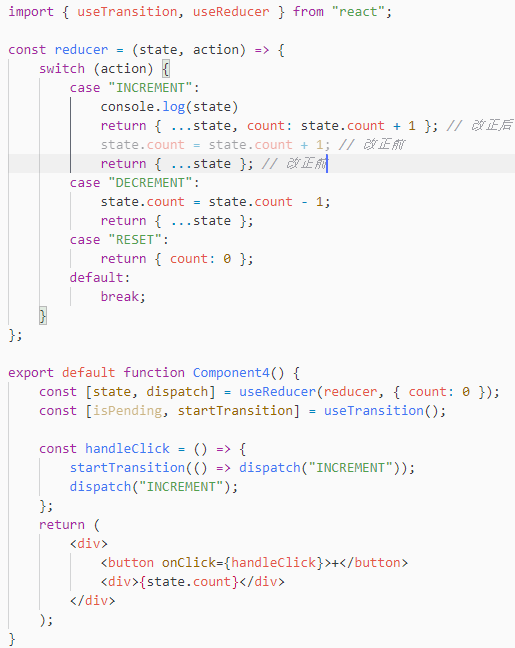 import { useTransition, useReducer } from "react";
const reducer = (state, action) => {
switch (action) {
case "INCREMENT":
console.log(state)
return { ...state, count: state.count + 1 }; // 改正后
state.count = state.count + 1; // 改正前
return { ...state }; // 改正前
case "DECREMENT":
state.count = state.count - 1;
return { ...state };
case "RESET":
return { count: 0 };
default:
break;
}
};
export default function Component4() {
const [state, dispatch] = useReducer(reducer, { count: 0 });
const [isPending, startTransition] = useTransition();
const handleClick = () => {
startTransition(() => dispatch("INCREMENT"));
dispatch("INCREMENT");
};
return (
<div>
<button onClick={handleClick}>+</button>
<div>{state.count}</div>
</div>
);
}